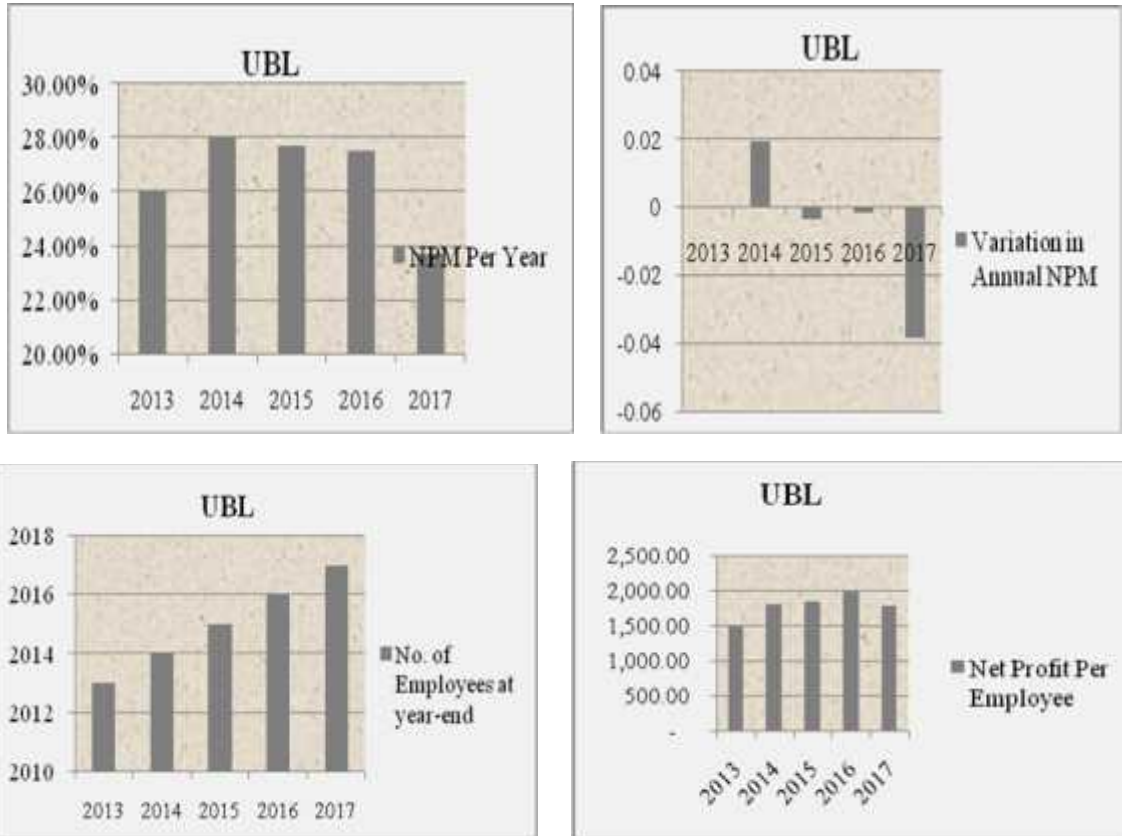 UBL
30.00%
28.00%
26.00%
24.00%
22.00%
20.00%
2013 2014 2015 2016 2017
NPM Per Year
UBL
0.04
0.02
0
-0.02
-0.04
-0.06
2013 2014 2015 2016 2017
Variation in
Annual NPM
UBL
2018
2016
2014
2012
2010
2013 2014 2015 2016 2017
No. of
Employees at
year-end
UBL
2,500.00
2,000.00
1,500.00
1,000.00
500.00
-
2013 2014 2015 2016 2017
Net Profit Per
Employee